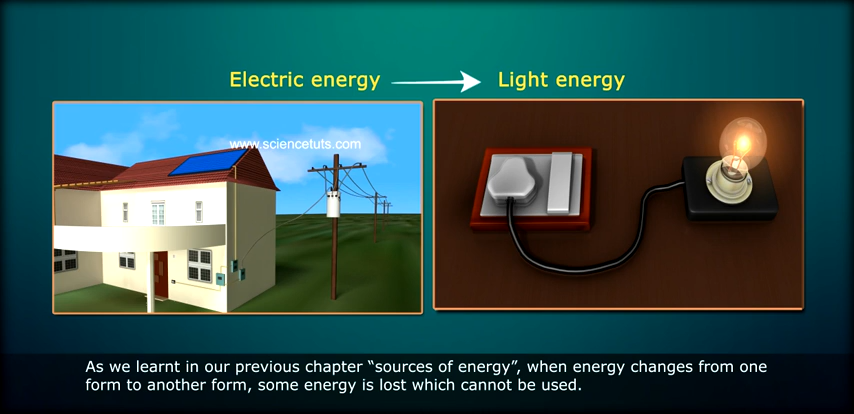 Electric energy
Light energy
www.sciencetuts.com
As we learnt in our previous chapter “sources of energy”, when energy changes from one
form to another form, some energy is lost which cannot be used.